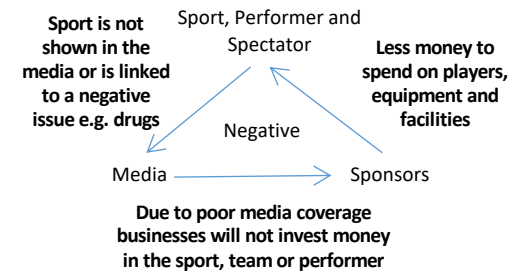 Sport is not
shown in the
media or is linked
to a negative
issue e.g. drugs
Sport, Performer and
Spectator
Less money to
spend on players,
equipment and
facilities
Negative
Media
Sponsors
Due to poor media coverage
businesses will not invest money
in the sport, team or performer